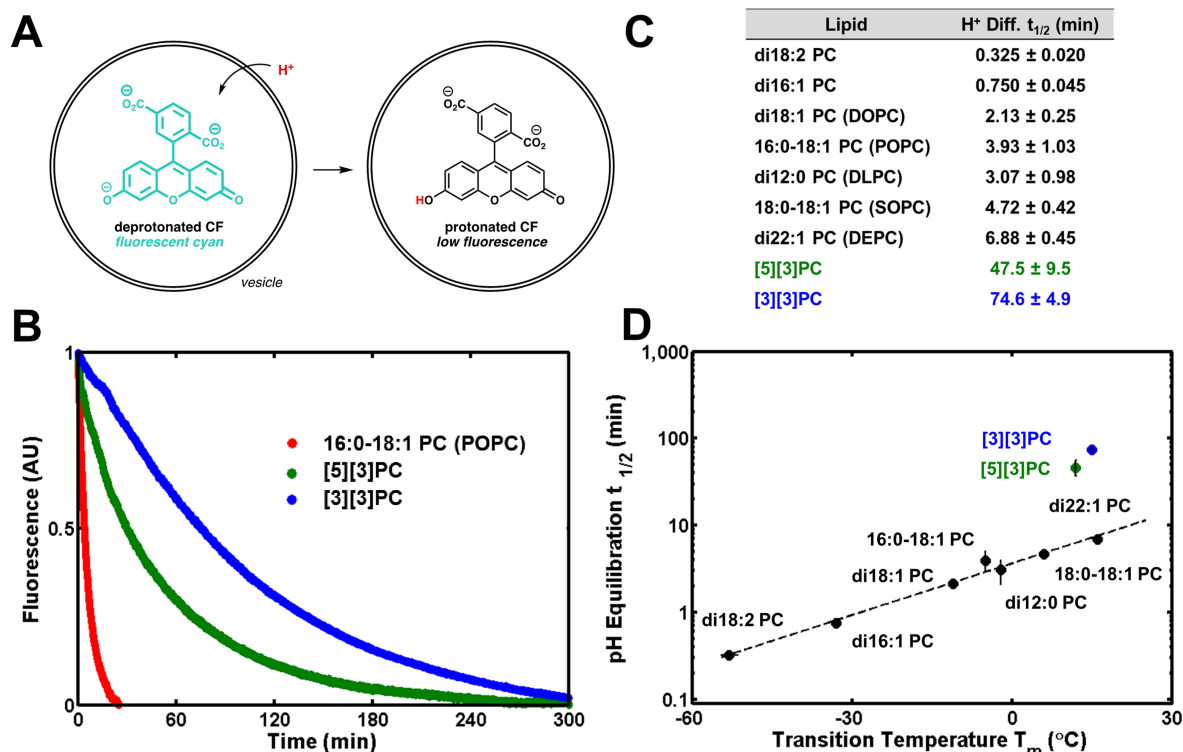 A
H⁺
⊖
CO₂
⊖
CO₂
⊖
O
O
O
deprotonated CF
fluorescent cyan
vesicle
⊖
CO₂
⊖
CO₂
HO
O
O
protonated CF
low fluorescence
B
Fluorescence (AU)
1
0.5
0
0 60 120 180 240 300
Time (min)
16:0-18:1 PC (POPC)
[5][3]PC
[3][3]PC
C
Lipid H⁺ Diff. t₁/₂ (min)
di18:2 PC 0.325 ± 0.020
di16:1 PC 0.750 ± 0.045
di18:1 PC (DOPC) 2.13 ± 0.25
16:0-18:1 PC (POPC) 3.93 ± 1.03
di12:0 PC (DLPC) 3.07 ± 0.98
18:0-18:1 PC (SOPC) 4.72 ± 0.42
di22:1 PC (DEPC) 6.88 ± 0.45
[5][3]PC 47.5 ± 9.5
[3][3]PC 74.6 ± 4.9
D
pH Equilibration t 1/2 (min)
1,000
100
10
1
0.1
-60 -30 0 30
Transition Temperature Tm (°C)
[3][3]PC
[5][3]PC
di22:1 PC
16:0-18:1 PC
18:0-18:1 PC
di18:1 PC
di12:0 PC
di18:2 PC
di16:1 PC